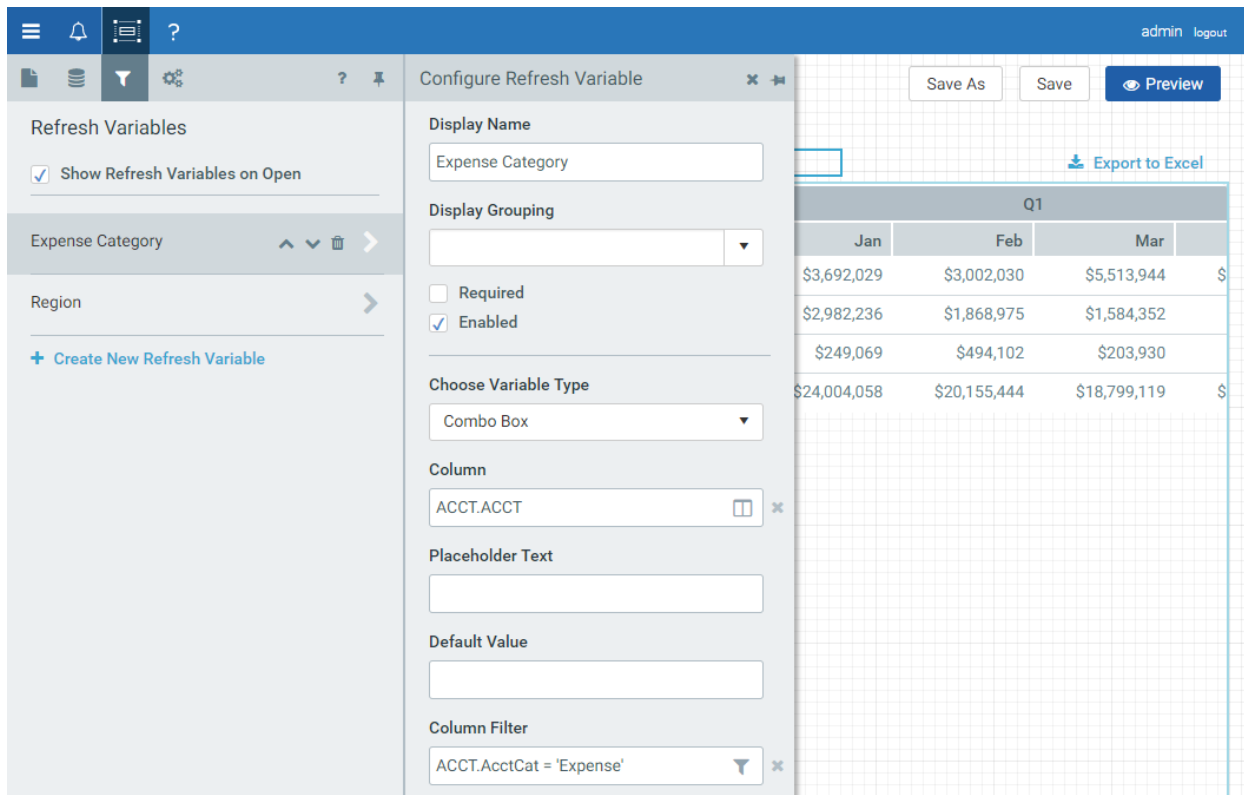 ? admin logout
?
Refresh Variables
Show Refresh Variables on Open
Expense Category
Region
+ Create New Refresh Variable
Configure Refresh Variable
Display Name
Expense Category
Display Grouping
Required
Enabled
Choose Variable Type
Combo Box
Column
ACCT.ACCT
Placeholder Text
Default Value
Column Filter
ACCT.AcctCat = 'Expense'
Save As Save Preview
Export to Excel
Q1
Jan Feb Mar
$3,692,029 $3,002,030 $5,513,944 $
$2,982,236 $1,868,975 $1,584,352
$249,069 $494,102 $203,930
$24,004,058 $20,155,444 $18,799,119 $